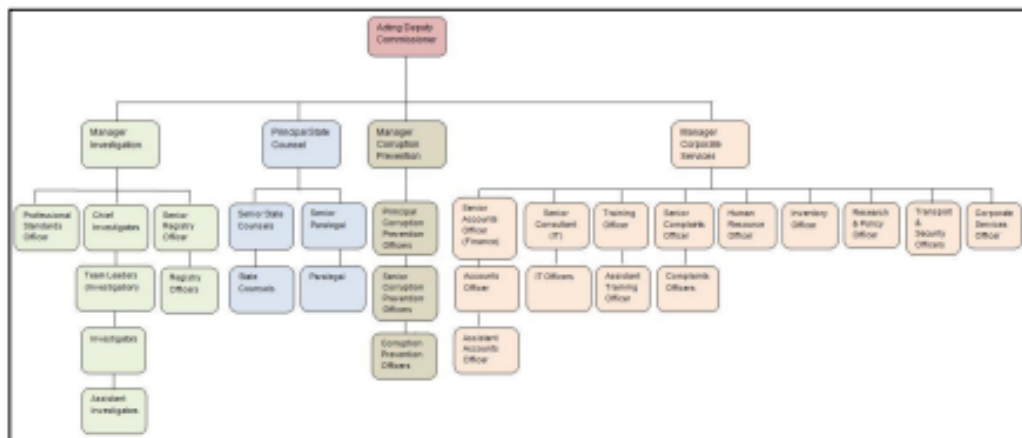 Acting Deputy
Commissioner
Manager
Investigation
Principal State
Counsel
Manager
Corruption
Prevention
Manager
Corporate
Services
Professional
Standards
Officer
Chief
Investigates
Senior
Registry
Officer
Senior State
Counsels
Senior
Paralegal
Principal
Corruption
Prevention
Officers
Senior
Accounts
Officer
(Finance)
Senior
Consultant
(IT)
Training
Officer
Senior
Complaints
Officer
Human
Resource
Officer
Inventory
Officer
Research
& Policy
Officer
Transport
&
Security
Officers
Corporate
Services
Officer
Team Leaders
(Investigation)
Registry
Officers
State
Counsels
Paralegal
Senior
Corruption
Prevention
Officers
Accounts
Officer
IT Officers
Assistant
Training
Officer
Complaints
Officers
Investigators
Corruption
Prevention
Officers
Assistant
Accounts
Officer
Assistant
Investigators